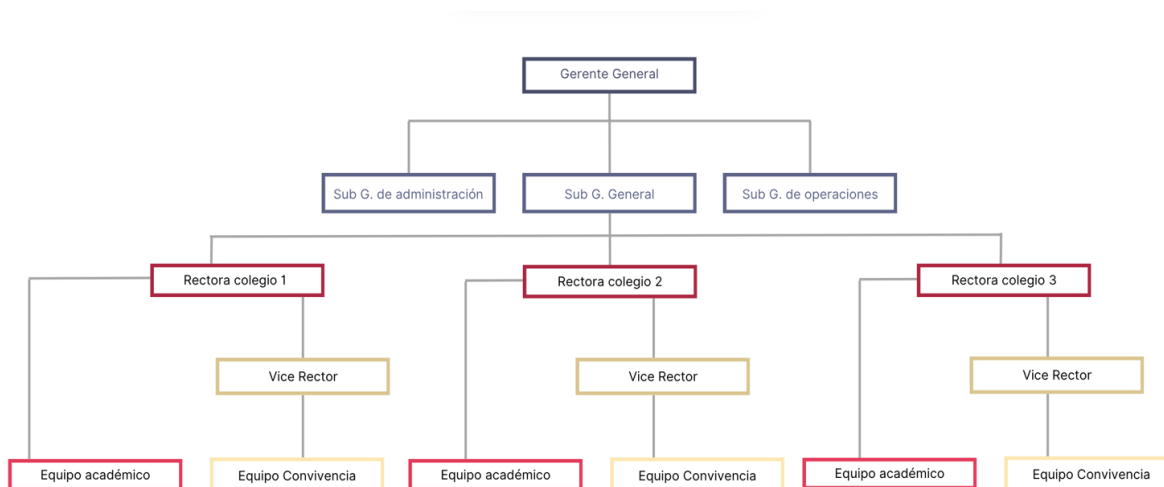 Gerente General
Sub G. de administración
Sub G. General
Sub G. de operaciones
Rectora colegio 1
Rectora colegio 2
Rectora colegio 3
Vice Rector
Vice Rector
Vice Rector
Equipo académico
Equipo Convivencia
Equipo académico
Equipo Convivencia
Equipo académico
Equipo Convivencia